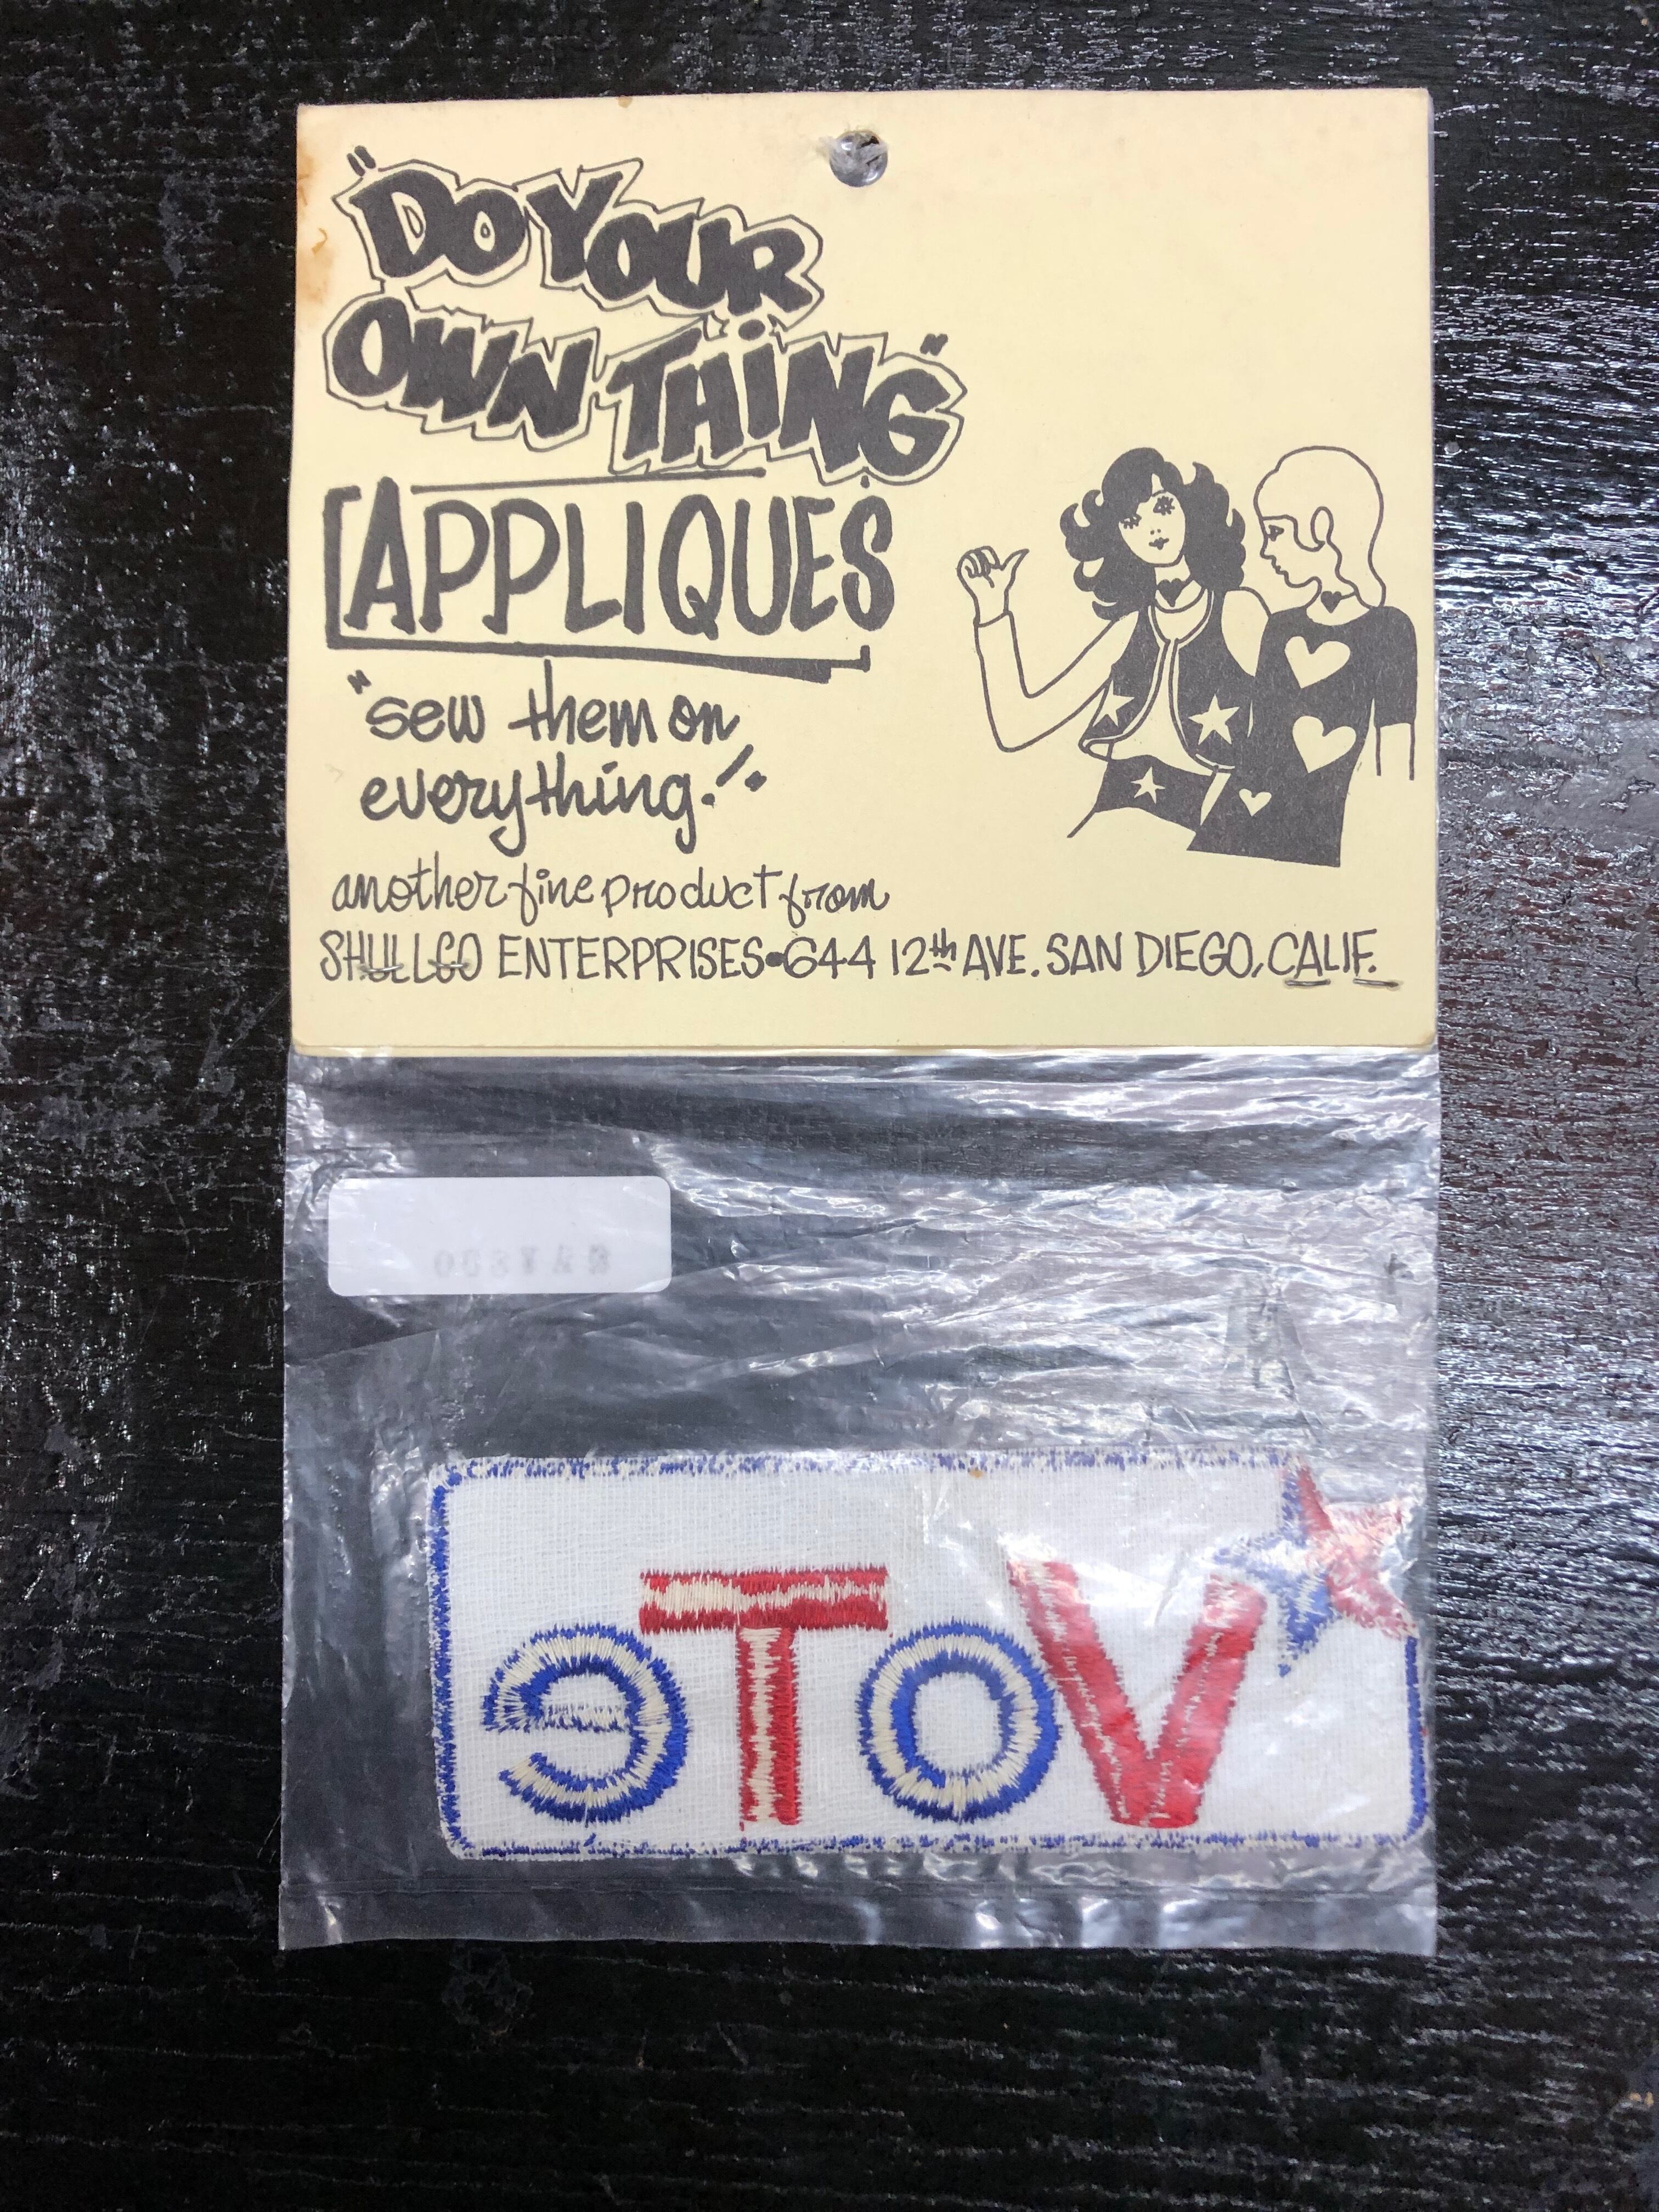 "DO YOUR
OWN THING"
APPLIQUES
"sew them on
everything!"
another fine product from
SHULLCO ENTERPRISES•644 12th AVE. SAN DIEGO, CALIF.
VOTe